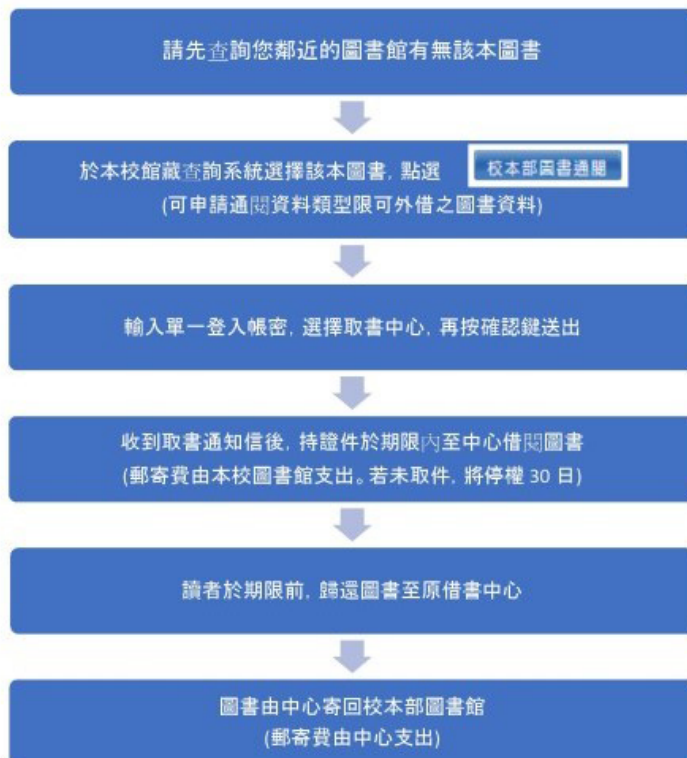 請先查詢您鄰近的圖書館有無該本圖書
於本校館藏查詢系統選擇該本圖書, 點選 校本部圖書通閱
(可申請通閱資料類型限可外借之圖書資料)
輸入單一登入帳密, 選擇取書中心, 再按確認鍵送出
收到取書通知信後, 持證件於期限內至中心借閱圖書
(郵寄費由本校圖書館支出。若未取件, 將停權 30 日)
讀者於期限前, 歸還圖書至原借書中心
圖書由中心寄回校本部圖書館
(郵寄費由中心支出)